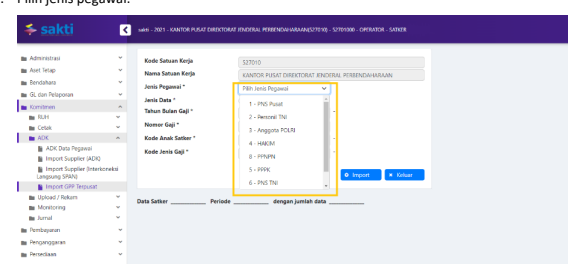 Pilih jenis pegawai.
sakti
sakti - 2021 - KANTOR PUSAT DIREKTORAT JENDERAL PERBENDAHARAAN(527010) - 52701000 - OPERATOR - SATKER
Administrasi
Aset Tetap
Bendahara
GL dan Pelaporan
Komitmen
RUH
Cetak
ADK
ADK Data Pegawai
Import Supplier (ADK)
Import Supplier (Interkoneksi Langsung SPAN)
Import GPP Terpusat
Upload / Rekam
Monitoring
Jurnal
Pembayaran
Penganggaran
Persediaan
Kode Satuan Kerja
527010
Nama Satuan Kerja
KANTOR PUSAT DIREKTORAT JENDERAL PERBENDAHARAAN
Jenis Pegawai *
Pilih Jenis Pegawai
Jenis Data *
Tahun Bulan Gaji *
Nomor Gaji *
Kode Anak Satker *
Kode Jenis Gaji *
1 - PNS Pusat
2 - Personil TNI
3 - Anggota POLRI
4 - HAKIM
8 - PPNPN
5 - PPPK
6 - PNS TNI
Import
Keluar
Data Satker __________ Periode __________ dengan jumlah data __________